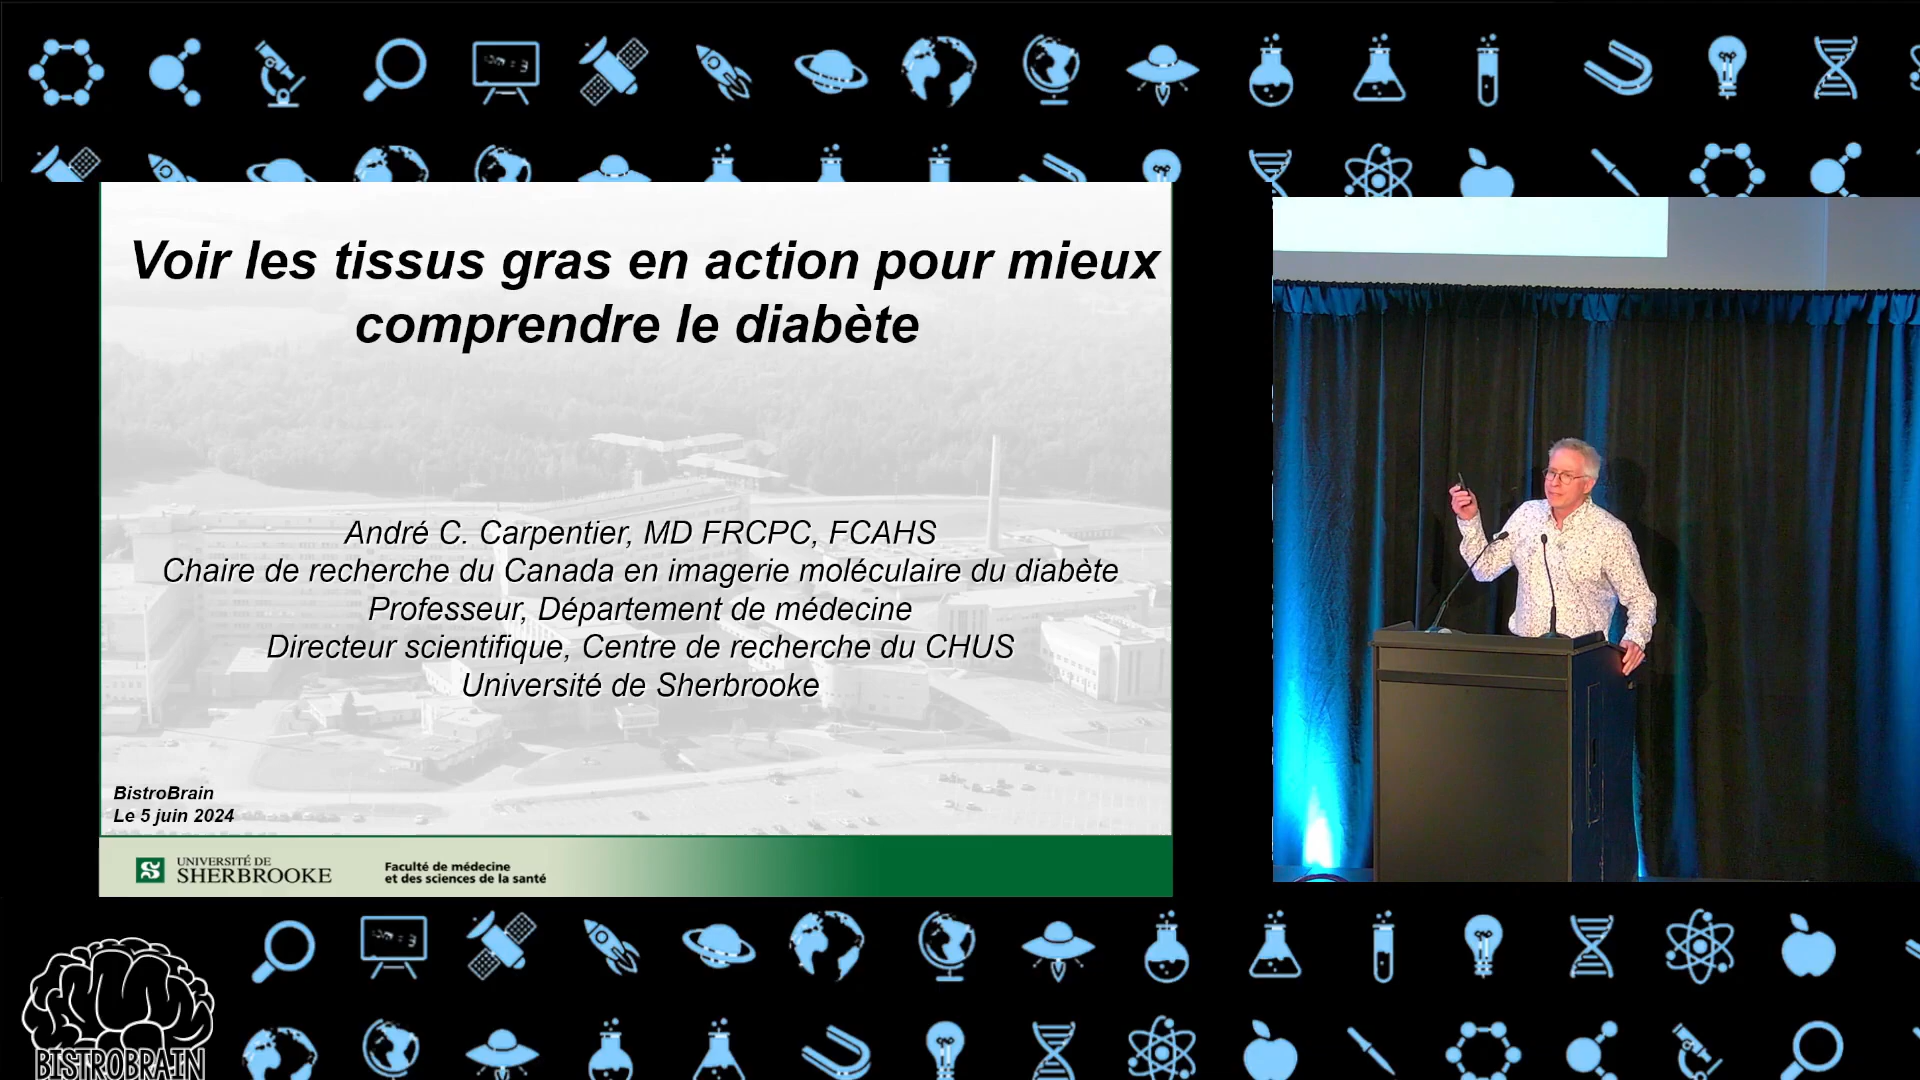 Voir les tissus gras en action pour mieux
comprendre le diabète
André C. Carpentier, MD FRCPC, FCAHS
Chaire de recherche du Canada en imagerie moléculaire du diabète
Professeur, Département de médecine
Directeur scientifique, Centre de recherche du CHUS
Université de Sherbrooke
BistroBrain
Le 5 juin 2024
UNIVERSITÉ DE
SHERBROOKE
Faculté de médecine
et des sciences de la santé
BISTROBRAIN